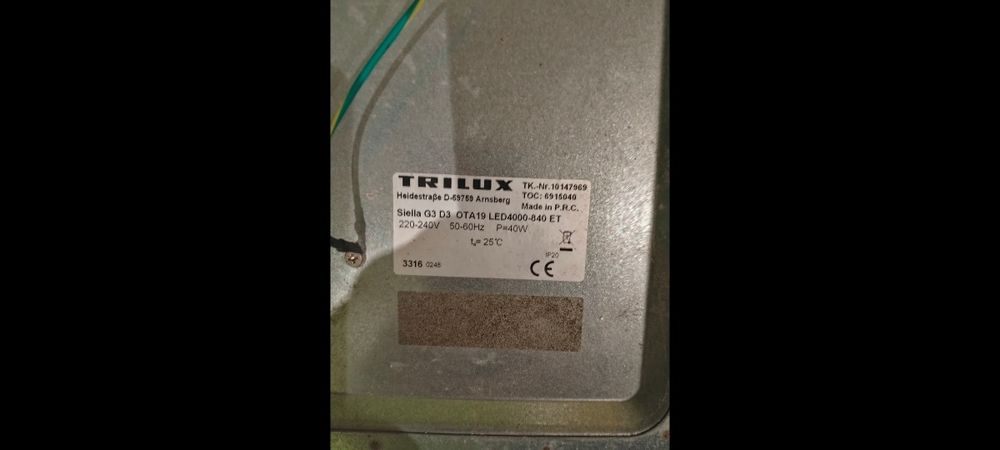 TRILUX
Heidestraße D-59759 Arnsberg
TK.-Nr.10147969
TOC: 6915040
Made in P.R.C.
Siella G3 D3 OTA19 LED4000-840 ET
220-240V 50-60Hz P=40W
ta= 25℃
IP20
3316 0245
CE